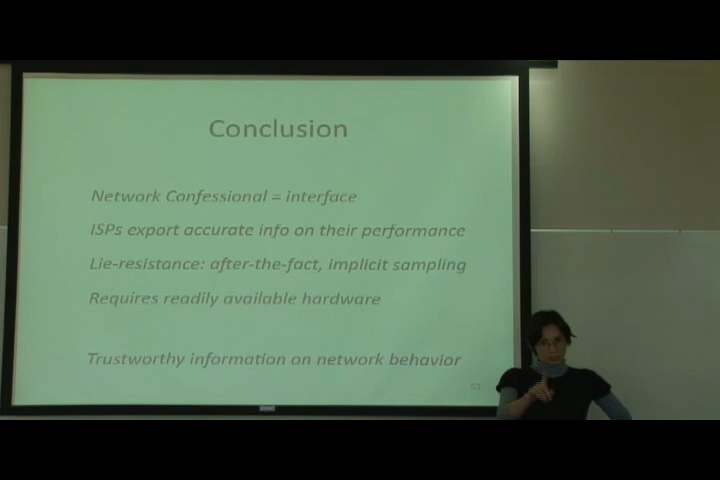 Conclusion
Network Confessional = interface
ISPs export accurate info on their performance
Lie-resistance: after-the-fact, implicit sampling
Requires readily available hardware
Trustworthy information on network behavior